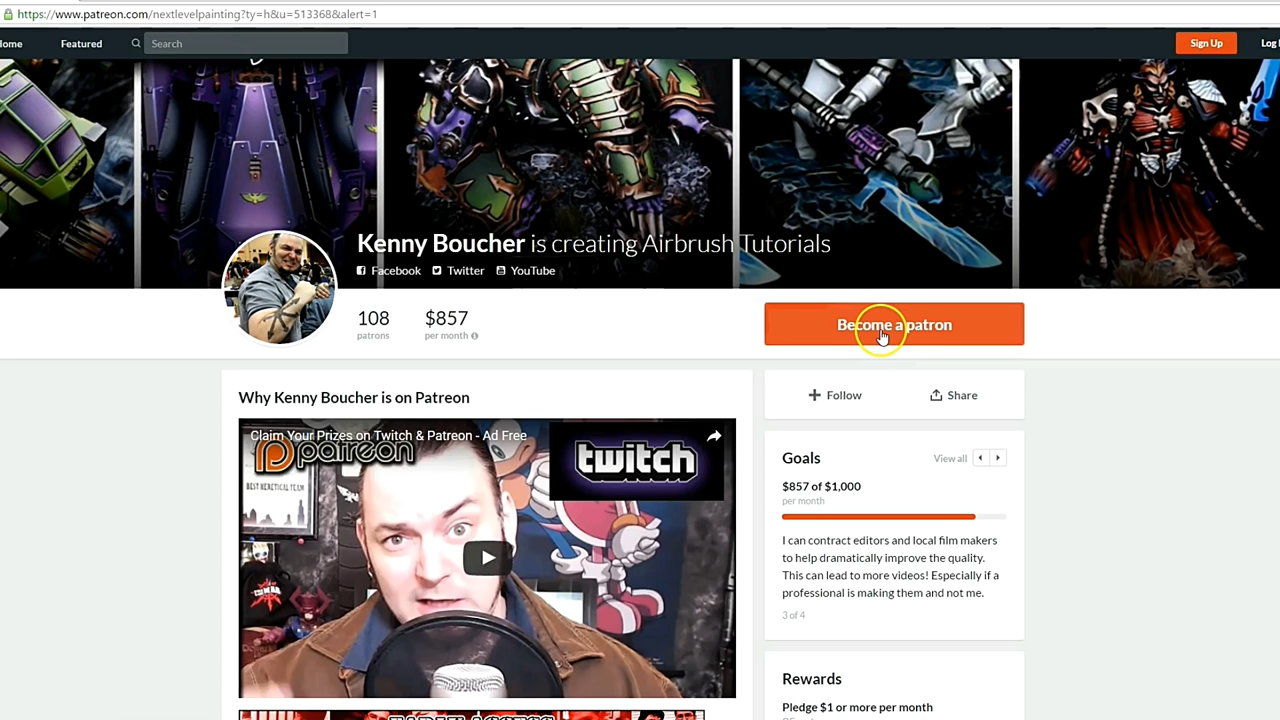 https://www.patreon.com/nextlevelpainting?ty=h&u=513368&alert=1
Home Featured Search Sign Up Log
Kenny Boucher is creating Airbrush Tutorials
Facebook Twitter YouTube
108 $857
patrons per month
Become a patron
Follow Share
Why Kenny Boucher is on Patreon
Claim Your Prizes on Twitch & Patreon - Ad Free
patreon
twitch
BEST HERETICAL TEAM
Goals View all
$857 of $1,000
per month
I can contract editors and local film makers
to help dramatically improve the quality.
This can lead to more videos! Especially if a
professional is making them and not me.
3 of 4
Rewards
Pledge $1 or more per month
EARLY ACCESS